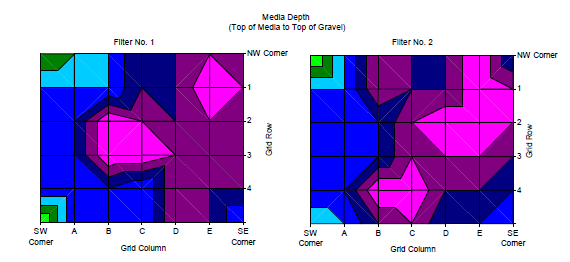 Media Depth
(Top of Media to Top of Gravel)
Filter No. 1
Filter No. 2
NW Corner
1
2
3
4
Grid Row
SW Corner
A
B
C
D
E
SE Corner
Grid Column
NW Corner
1
2
3
4
Grid Row
SW Corner
A
B
C
D
E
SE Corner
Grid Column